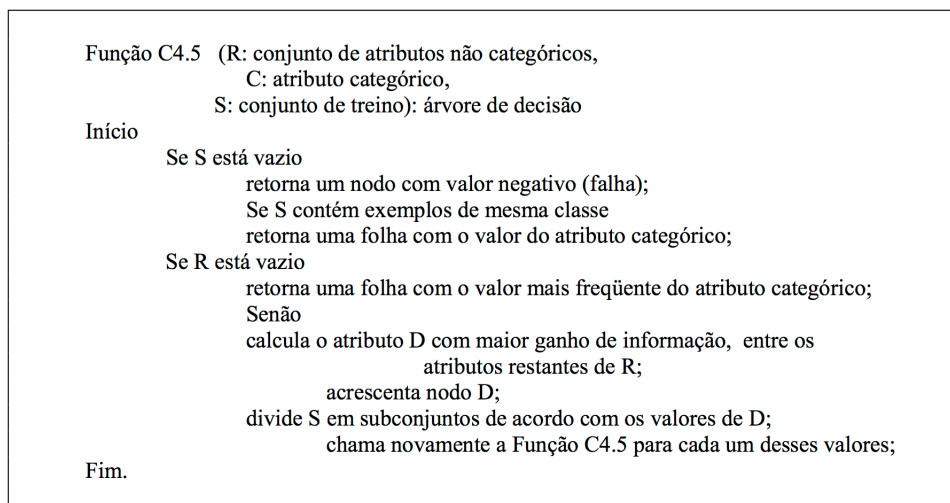 Função C4.5 (R: conjunto de atributos não categóricos,
C: atributo categórico,
S: conjunto de treino): árvore de decisão
Início
Se S está vazio
retorna um nodo com valor negativo (falha);
Se S contém exemplos de mesma classe
retorna uma folha com o valor do atributo categórico;
Se R está vazio
retorna uma folha com o valor mais freqüente do atributo categórico;
Senão
calcula o atributo D com maior ganho de informação, entre os
atributos restantes de R;
acrescenta nodo D;
divide S em subconjuntos de acordo com os valores de D;
chama novamente a Função C4.5 para cada um desses valores;
Fim.